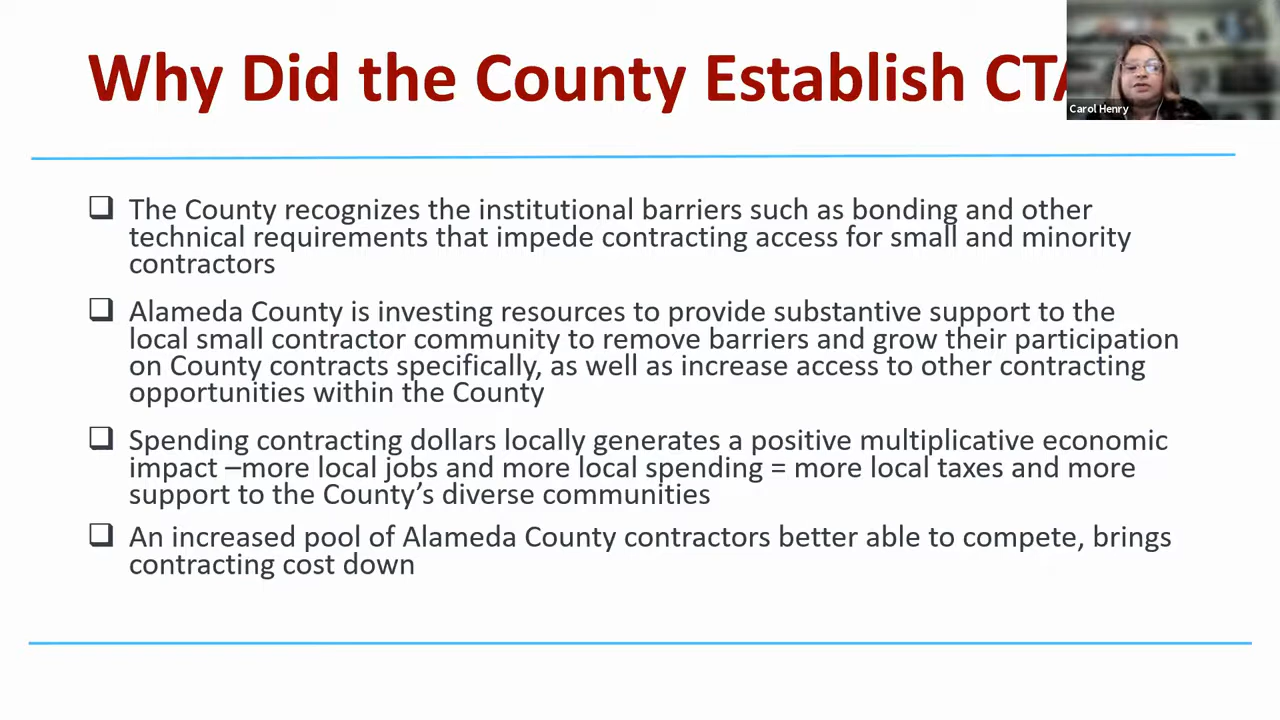 Why Did the County Establish
Carol Henry
❑ The County recognizes the institutional barriers such as bonding and other
technical requirements that impede contracting access for small and minority
contractors
❑ Alameda County is investing resources to provide substantive support to the
local small contractor community to remove barriers and grow their participation
on County contracts specifically, as well as increase access to other contracting
opportunities within the County
❑ Spending contracting dollars locally generates a positive multiplicative economic
impact –more local jobs and more local spending = more local taxes and more
support to the County’s diverse communities
❑ An increased pool of Alameda County contractors better able to compete, brings
contracting cost down